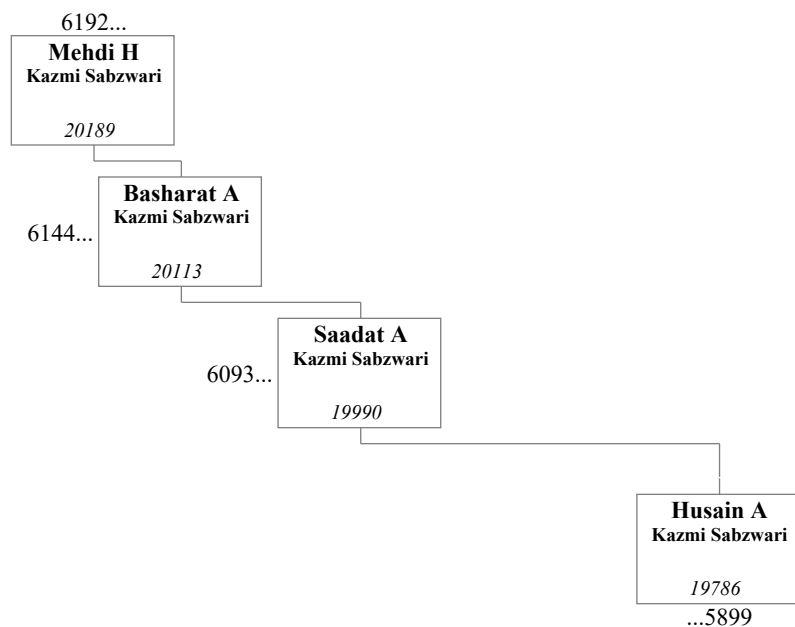 6192...
Mehdi H
Kazmi Sabzwari
20189
Basharat A
Kazmi Sabzwari
6144...
20113
Saadat A
Kazmi Sabzwari
6093...
19990
Husain A
Kazmi Sabzwari
19786
...5899